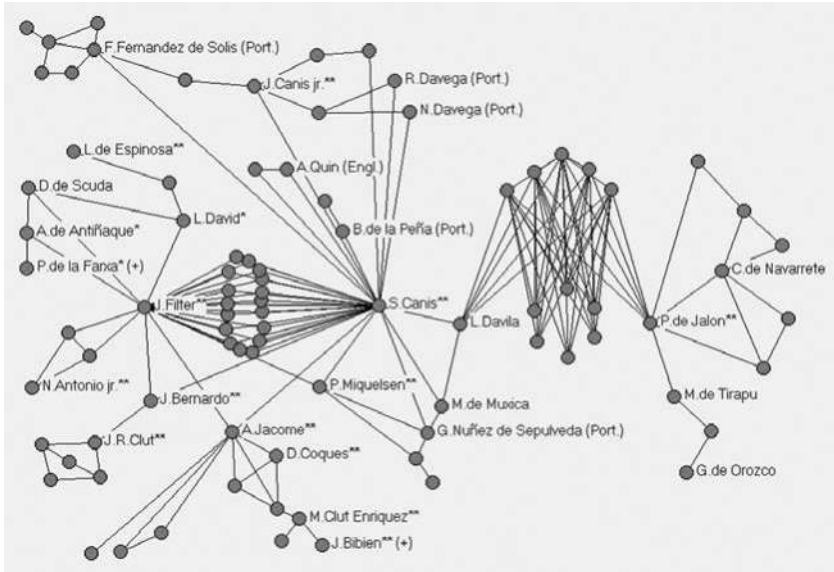 F.Fernandez de Solis (Port.)
J.Canis jr.**
R.Davega (Port.)
N.Davega (Port.)
L.de Espinosa**
A.Quin (Engl.)
D.de Scuda
L.David*
A.de Antiñaque*
B.de la Peña (Port.)
P.de la Fanxa* (+)
C.de Navarrete
J.Filter**
S.Canis**
L.Davila
P.de Jalon**
N.Antonio jr.**
P.Miquelsen**
J.Bernardo**
M.de Muxica
M.de Tirapu
J.R.Clut**
A.Jacome**
G.Nuñez de Sepulveda (Port.)
D.Coques**
G.de Orozco
M.Clut Enriquez**
J.Bibien** (+)